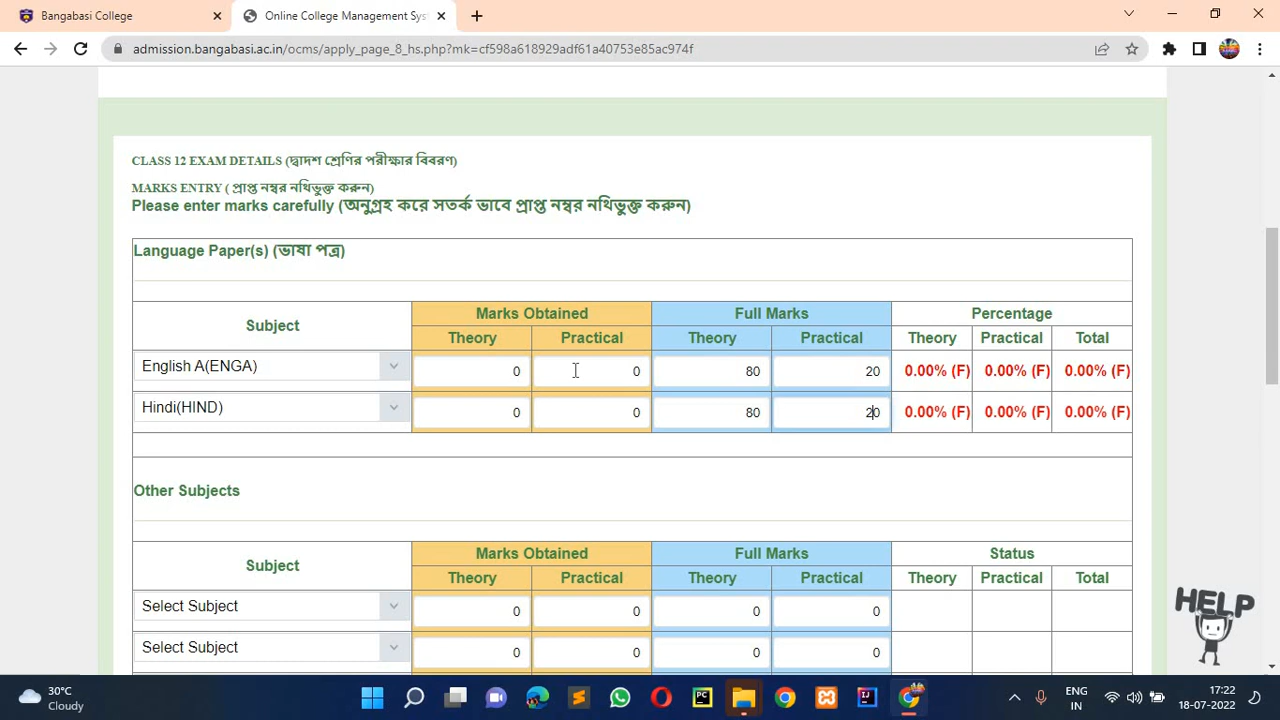 Bangabasi College
Online College Management Sys
admission.bangabasi.ac.in/ocms/apply_page_8_hs.php?mk=cf598a918929adf61a40753e85ac974f
CLASS 12 EXAM DETAILS (দ্বাদশ শ্রেণির পরীক্ষার বিবরণ)
MARKS ENTRY ( প্রাপ্ত নম্বর নথিভুক্ত করুন)
Please enter marks carefully (অনুগ্রহ করে সতর্ক ভাবে প্রাপ্ত নম্বর নথিভুক্ত করুন)
Language Paper(s) (ভাষা পত্র)
Subject Marks Obtained Full Marks Percentage
Theory Practical Theory Practical Theory Practical Total
English A(ENGA) 0 0 80 20 0.00% (F) 0.00% (F) 0.00% (F)
Hindi(HIND) 0 0 80 20 0.00% (F) 0.00% (F) 0.00% (F)
Other Subjects
Subject Marks Obtained Full Marks Status
Theory Practical Theory Practical Theory Practical Total
Select Subject 0 0 0 0
Select Subject 0 0 0 0
HELP
30°C
Cloudy
ENG
IN
17:22
18-07-2022